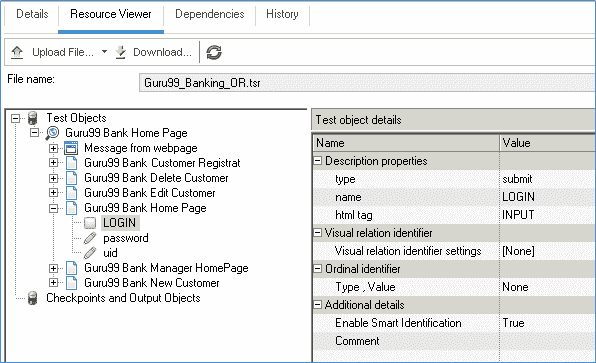 Details Resource Viewer Dependencies History
Upload File... Download...
File name: Guru99_Banking_OR.tsr
Test Objects
Guru99 Bank Home Page
Message from webpage
Guru99 Bank Customer Registrat
Guru99 Bank Delete Customer
Guru99 Bank Edit Customer
Guru99 Bank Home Page
LOGIN
password
uid
Guru99 Bank Manager HomePage
Guru99 Bank New Customer
Checkpoints and Output Objects
Test object details
Name Value
Description properties
type submit
name LOGIN
html tag INPUT
Visual relation identifier
Visual relation identifier settings [None]
Ordinal identifier
Type , Value None
Additional details
Enable Smart Identification True
Comment